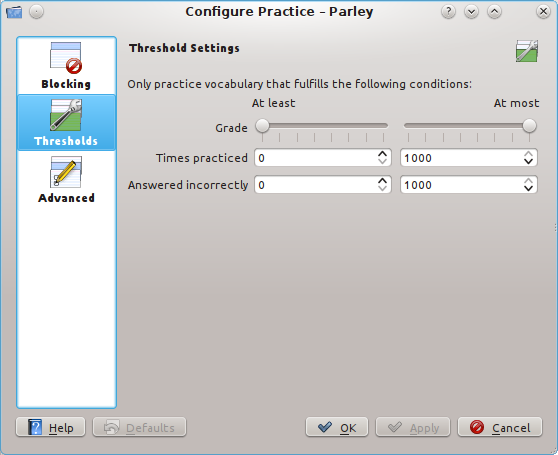 Configure Practice – Parley
Blocking
Thresholds
Advanced
Threshold Settings
Only practice vocabulary that fulfills the following conditions:
At least At most
Grade
Times practiced 0 1000
Answered incorrectly 0 1000
Help Defaults OK Apply Cancel